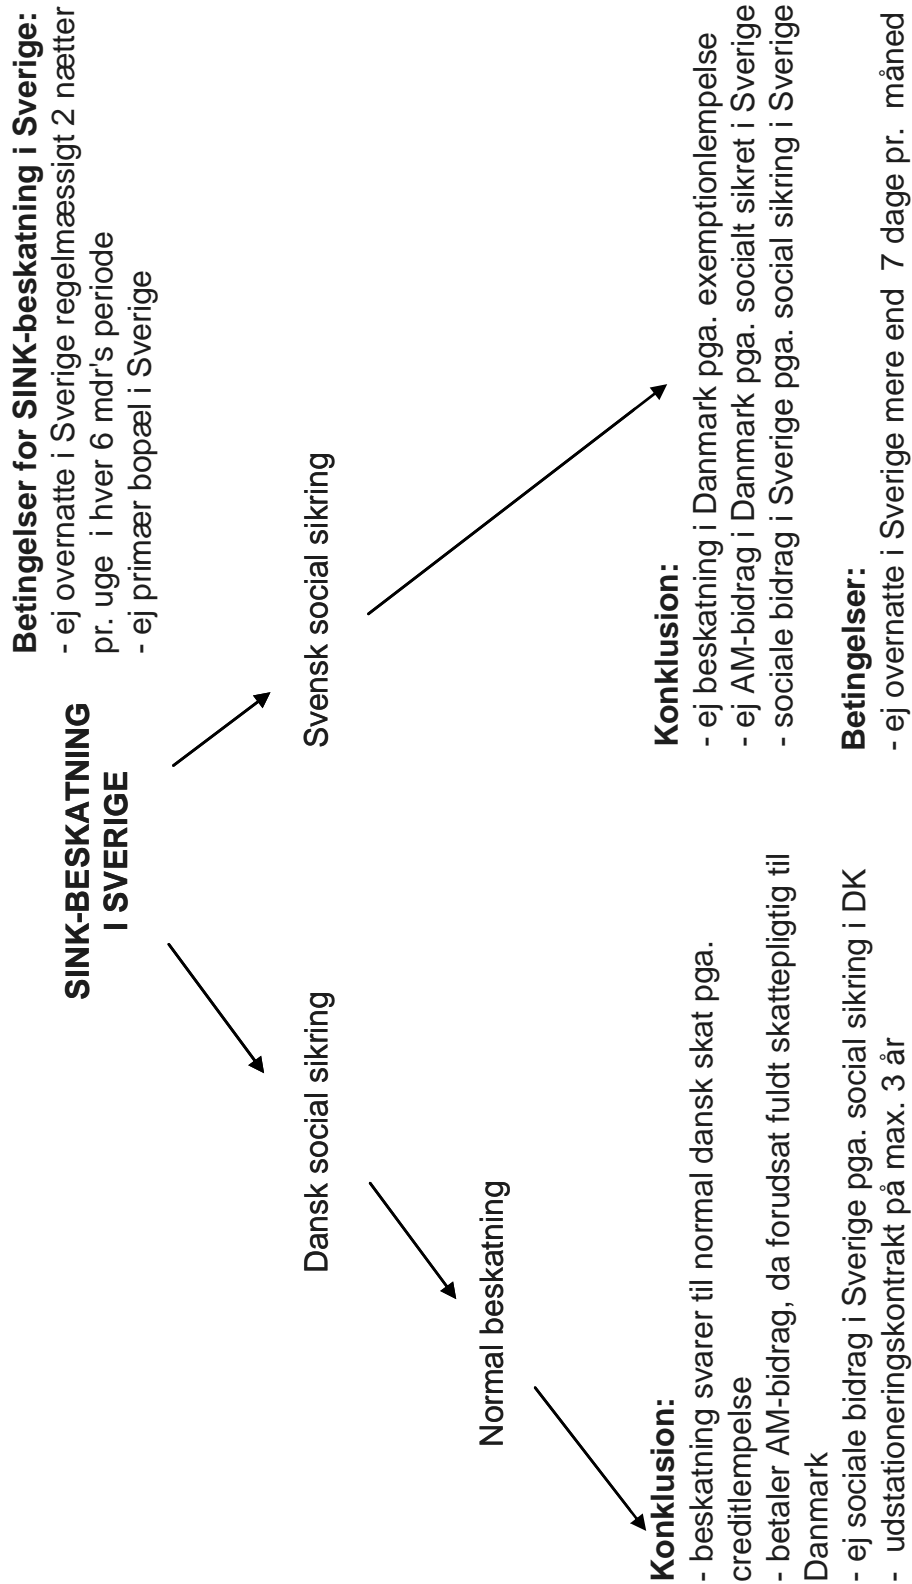 SINK-BESKATNING
I SVERIGE
Betingelser for SINK-beskatning i Sverige:
- ej overnatte i Sverige regelmæssigt 2 nætter
pr. uge i hver 6 mdr's periode
- ej primær bopæl i Sverige
Dansk social sikring
Svensk social sikring
Normal beskatning
Konklusion:
- beskatning svarer til normal dansk skat pga.
creditlempelse
- betaler AM-bidrag, da forudsat fuldt skattepligtig til
Danmark
- ej sociale bidrag i Sverige pga. social sikring i DK
- udstationeringskontrakt på max. 3 år
Konklusion:
- ej beskatning i Danmark pga. exemptionlempelse
- ej AM-bidrag i Danmark pga. socialt sikret i Sverige
- sociale bidrag i Sverige pga. social sikring i Sverige
Betingelser:
- ej overnatte i Sverige mere end 7 dage pr. måned